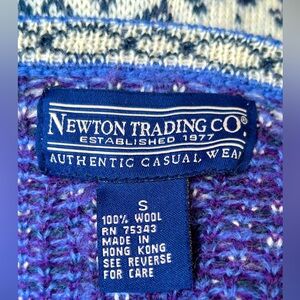 NEWTON TRADING CO.
ESTABLISHED 1977
AUTHENTIC CASUAL WEAR
S
100% WOOL
RN 75343
MADE IN
HONG KONG
SEE REVERSE
FOR CARE